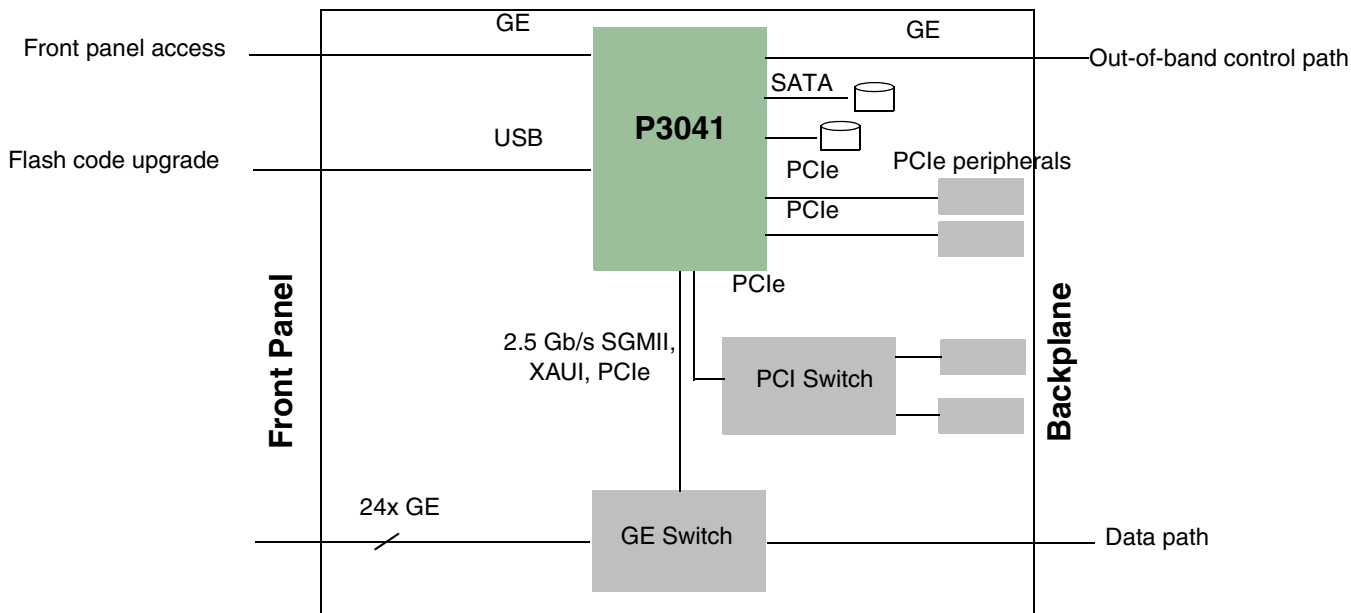 GE
GE
Front panel access
Out-of-band control path
SATA
P3041
USB
Flash code upgrade
PCIe
PCIe peripherals
PCIe
PCIe
Front Panel
Backplane
2.5 Gb/s SGMII,
XAUI, PCIe
PCI Switch
24x GE
GE Switch
Data path